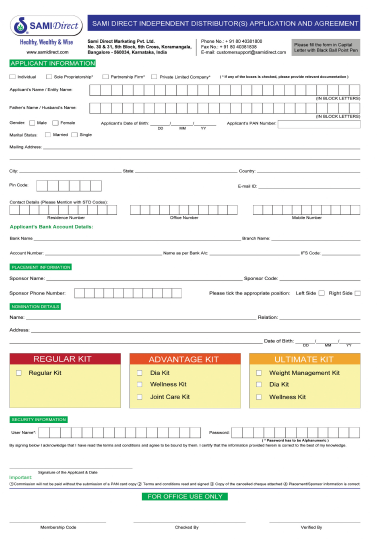 SAMI Direct
Healthy, Wealthy & Wise
www.samidirect.com
SAMI DIRECT INDEPENDENT DISTRIBUTOR(S) APPLICATION AND AGREEMENT
Sami Direct Marketing Pvt. Ltd.
No. 30 & 31, 5th Block, 9th Cross, Koramangala,
Bangalore - 560034, Karnataka, India
Phone No.: + 91 80 40381800
Fax No.: + 91 80 40381808
E-mail: customersupport@samidirect.com
Please fill the form in Capital
Letter with Black Ball Point Pen
APPLICANT INFORMATION
Individual Sole Proprietorship* Partnership Firm* Private Limited Company* (* If any of the boxes is checked, please provide relevant documentation )
Applicant's Name / Entity Name:
(IN BLOCK LETTERS)
Father's Name / Husband's Name:
(IN BLOCK LETTERS)
Gender: Male Female Applicant's Date of Birth: / / Applicant's PAN Number:
DD MM YY
Marital Status: Married Single
Mailing Address:
City: State: Country:
Pin Code: E-mail ID:
Contact Details (Please Mention with STD Codes)
Residence Number Office Number Mobile Number
Applicant's Bank Account Details:
Bank Name Branch Name:
Account Number: Name as per Bank A/c: IFS Code:
PLACEMENT INFORMATION
Sponsor Name: Sponsor Code:
Sponsor Phone Number: Please tick the appropriate position: Left Side Right Side
NOMINATION DETAILS
Name: Relation:
Address:
Date of Birth: / /
DD MM YY
REGULAR KIT
Regular Kit
ADVANTAGE KIT
Dia Kit
Wellness Kit
Joint Care Kit
ULTIMATE KIT
Weight Management Kit
Dia Kit
Wellness Kit
SECURITY INFORMATION
User Name*: Password:
( * Password has to be Alphanumeric )
By signing below I acknowledge that I have read the terms and conditions and agree to be bound by them. I certify that the information provided herein is correct to the best of my knowledge.
Signature of the Applicant & Date
Important:
① Commission will not be paid without the submission of a PAN card copy ② Terms and conditions read and signed ③ Copy of the cancelled cheque attached ④ Placement/Sponsor information is correct
FOR OFFICE USE ONLY
Membership Code Checked By Verified By